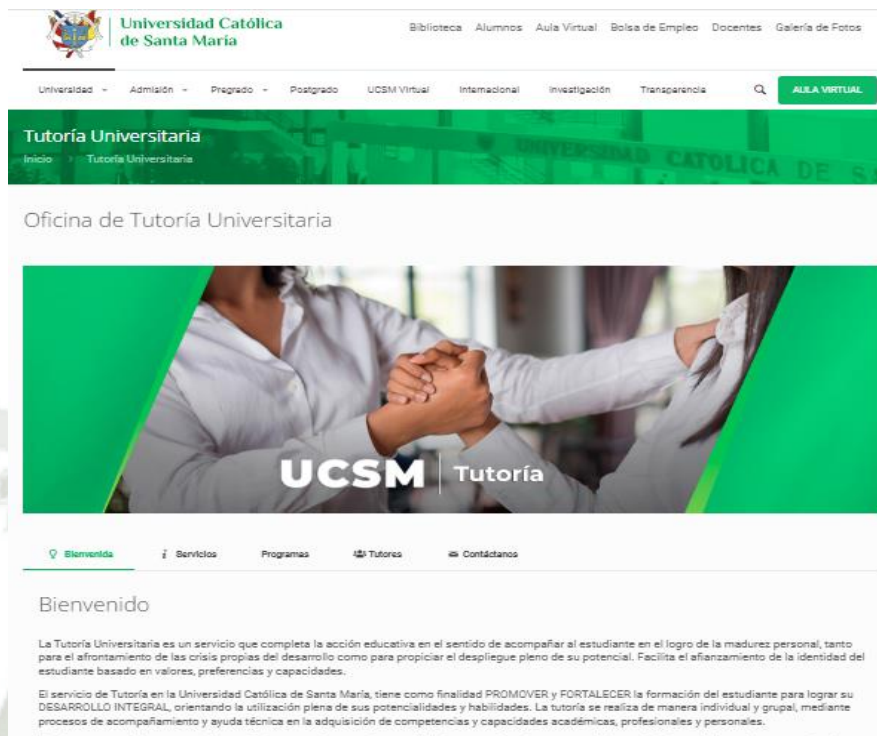 Universidad Católica
de Santa María
Biblioteca Alumnos Aula Virtual Bolsa de Empleo Docentes Galería de Fotos
Universidad Admisión Pregrado Postgrado UCSM Virtual Internacional Investigación Transparencia AULA VIRTUAL
Tutoría Universitaria
Inicio Tutoría Universitaria
UNIVERSIDAD CATOLICA DE SA
Oficina de Tutoría Universitaria
UCSM Tutoría
Bienvenida Servicios Programas Tutores Contáctanos
Bienvenido
La Tutoría Universitaria es un servicio que completa la acción educativa en el sentido de acompañar al estudiante en el logro de la madurez personal, tanto
para el afrontamiento de las crisis propias del desarrollo como para propiciar el despliegue pleno de su potencial. Facilita el afianzamiento de la identidad del
estudiante basado en valores, preferencias y capacidades.
El servicio de Tutoría en la Universidad Católica de Santa María, tiene como finalidad PROMOVER y FORTALECER la formación del estudiante para lograr su
DESARROLLO INTEGRAL, orientando la utilización plena de sus potencialidades y habilidades. La tutoría se realiza de manera individual y grupal, mediante
procesos de acompañamiento y ayuda técnica en la adquisición de competencias y capacidades académicas, profesionales y personales.